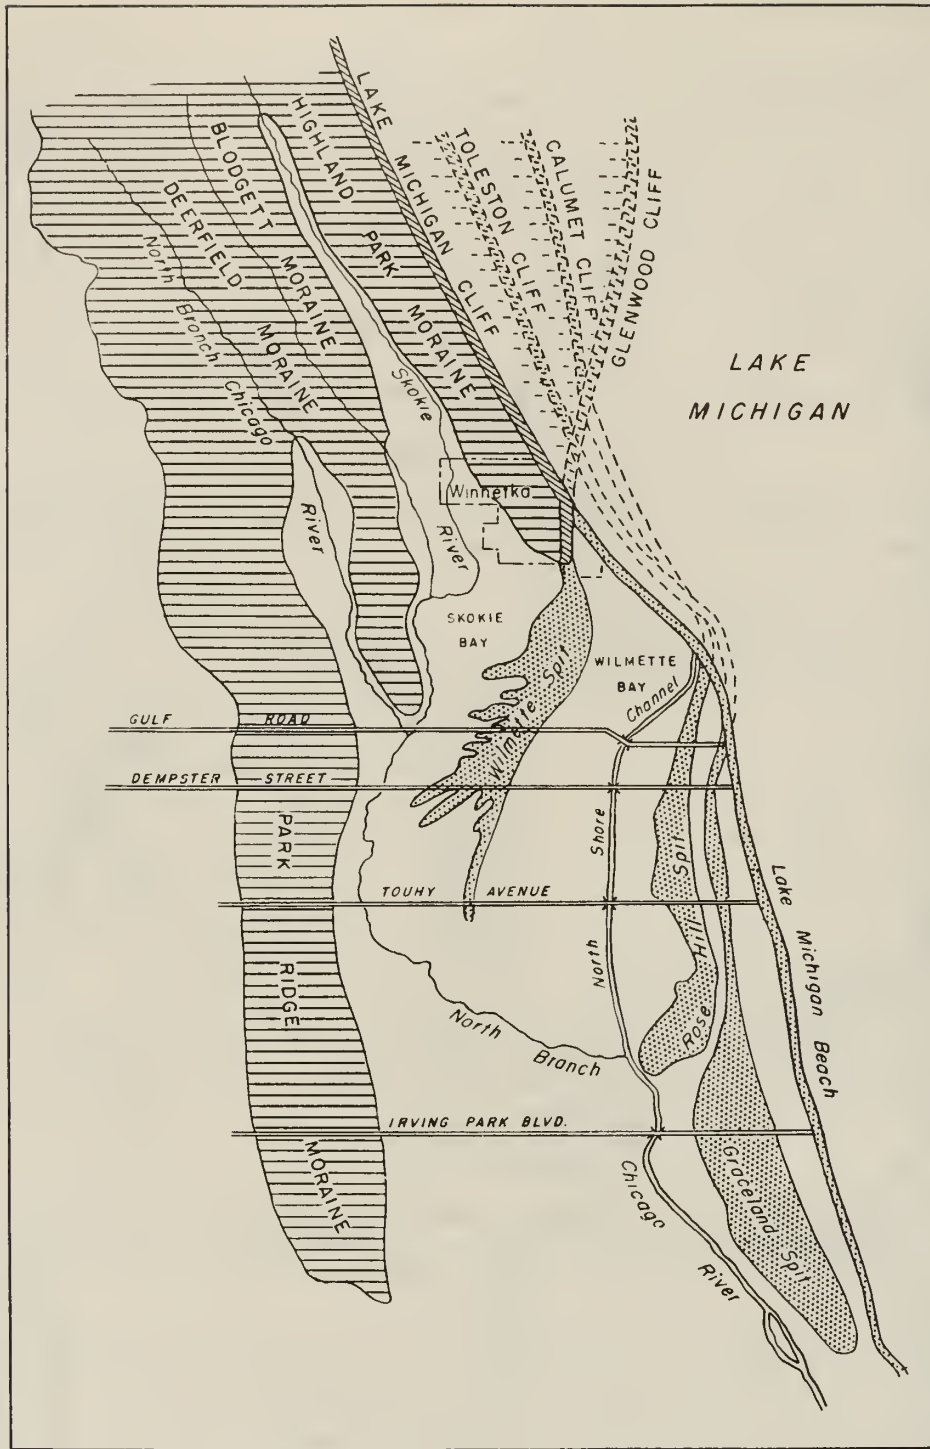 LAKE MICHIGAN CLIFF
TOLESTON CLIFF
CALUMET CLIFF
GLENWOOD CLIFF
HIGHLAND PARK MORAINE
BLODGETT MORAINE
DEERFIELD MORAINE
North Branch Chicago River
Skokie River
LAKE
MICHIGAN
Winnetka
SKOKIE
BAY
WILMETTE
BAY
Wilmette Spit
GULF ROAD
DEMPSTER STREET
TOUHY AVENUE
IRVING PARK BLVD.
PARK RIDGE MORAINE
North Shore Channel
Rose Hill Spit
Lake Michigan Beach
North Branch
Chicago River
Graceland Spit